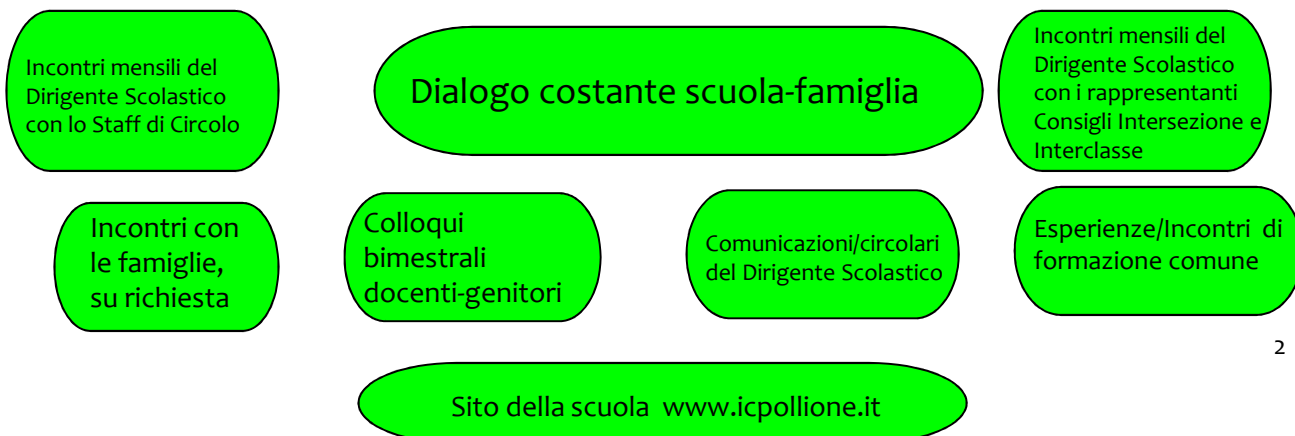 Incontri mensili del
Dirigente Scolastico
con lo Staff di Circolo
Dialogo costante scuola-famiglia
Incontri mensili del
Dirigente Scolastico
con i rappresentanti
Consigli Intersezione e
Interclasse
Incontri con
le famiglie,
su richiesta
Colloqui
bimestrali
docenti-genitori
Comunicazioni/circolari
del Dirigente Scolastico
Esperienze/Incontri di
formazione comune
2
Sito della scuola www.icpollione.it